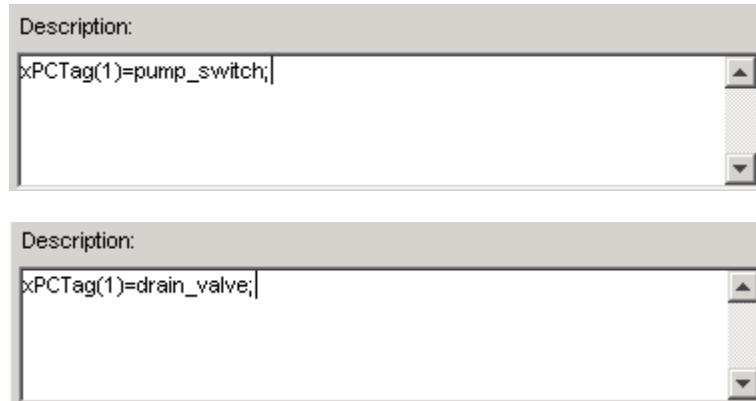 Description:
xPCTag(1)=pump_switch;
Description:
xPCTag(1)=drain_valve;